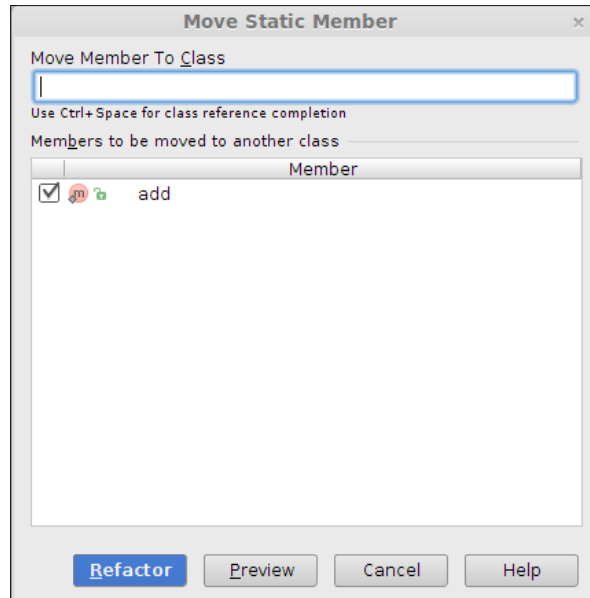 Move Static Member
Move Member To Class
Use Ctrl+Space for class reference completion
Members to be moved to another class
Member
m add
Refactor Preview Cancel Help